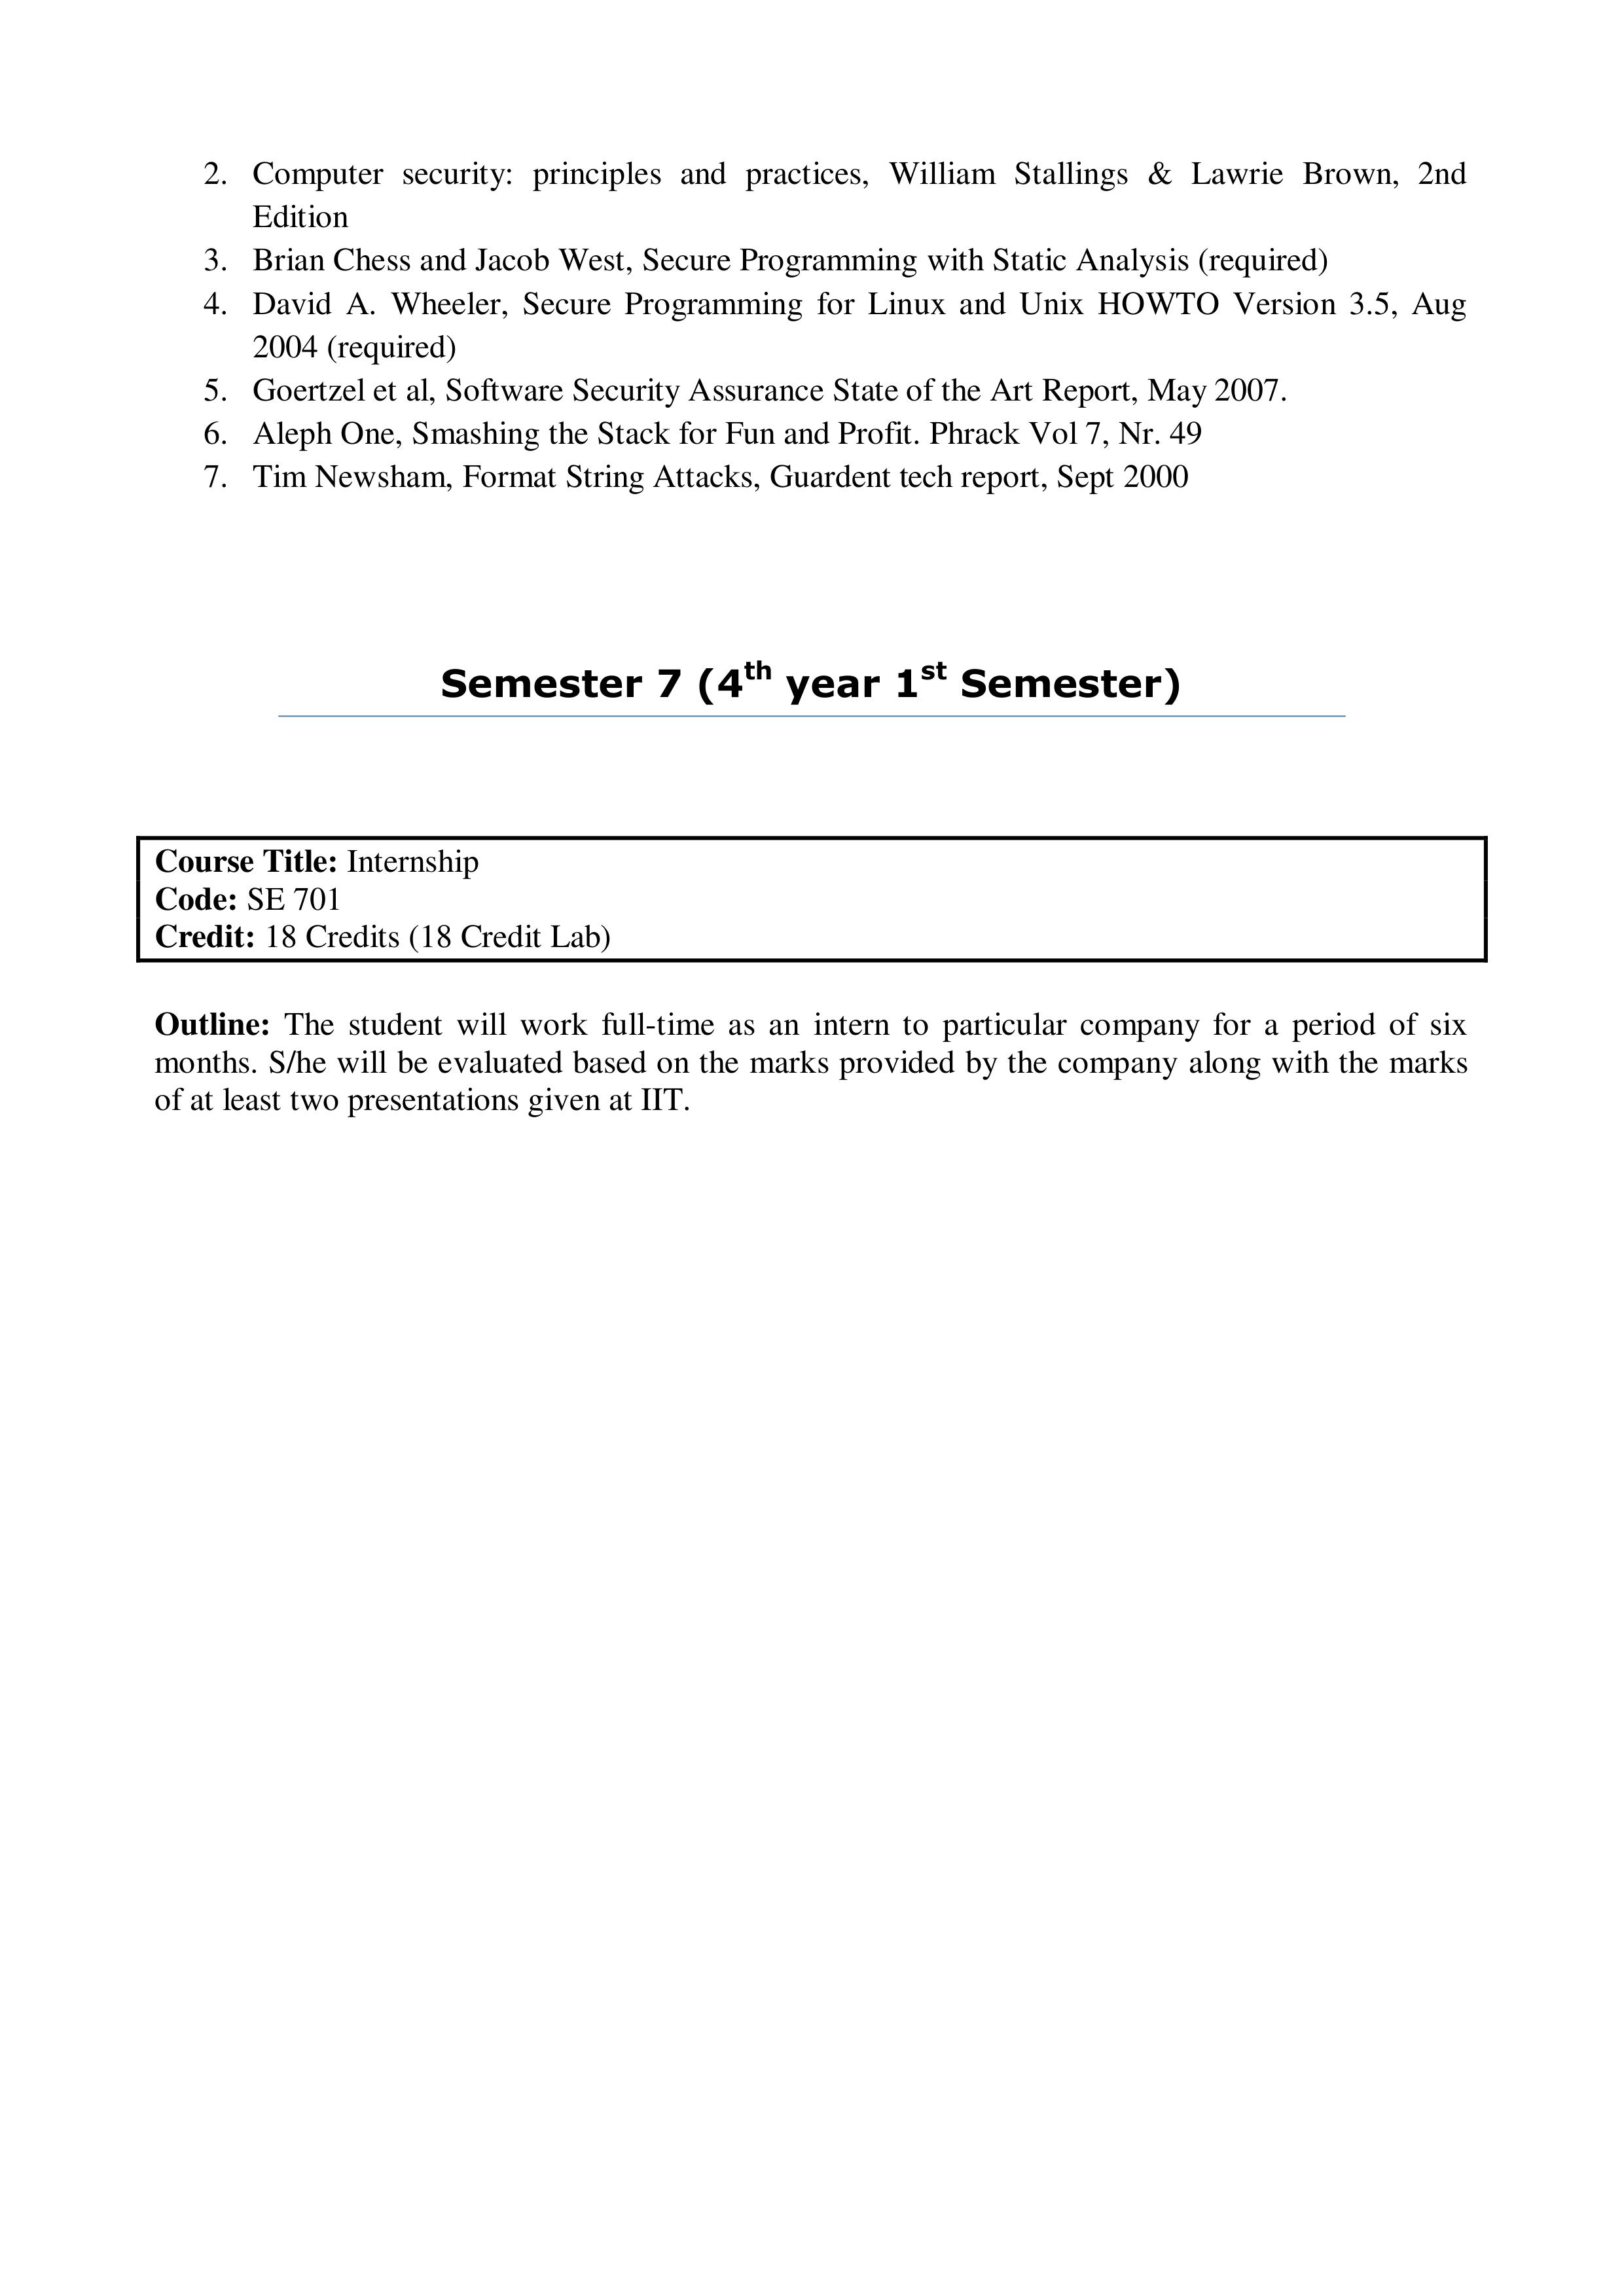 2. Computer security: principles and practices, William Stallings & Lawrie Brown, 2nd
Edition
3. Brian Chess and Jacob West, Secure Programming with Static Analysis (required)
4. David A. Wheeler, Secure Programming for Linux and Unix HOWTO Version 3.5, Aug
2004 (required)
5. Goertzel et al, Software Security Assurance State of the Art Report, May 2007.
6. Aleph One, Smashing the Stack for Fun and Profit. Phrack Vol 7, Nr. 49
7. Tim Newsham, Format String Attacks, Guardent tech report, Sept 2000
Semester 7 (4th year 1st Semester)
Course Title: Internship
Code: SE 701
Credit: 18 Credits (18 Credit Lab)
Outline: The student will work full-time as an intern to particular company for a period of six
months. S/he will be evaluated based on the marks provided by the company along with the marks
of at least two presentations given at IIT.